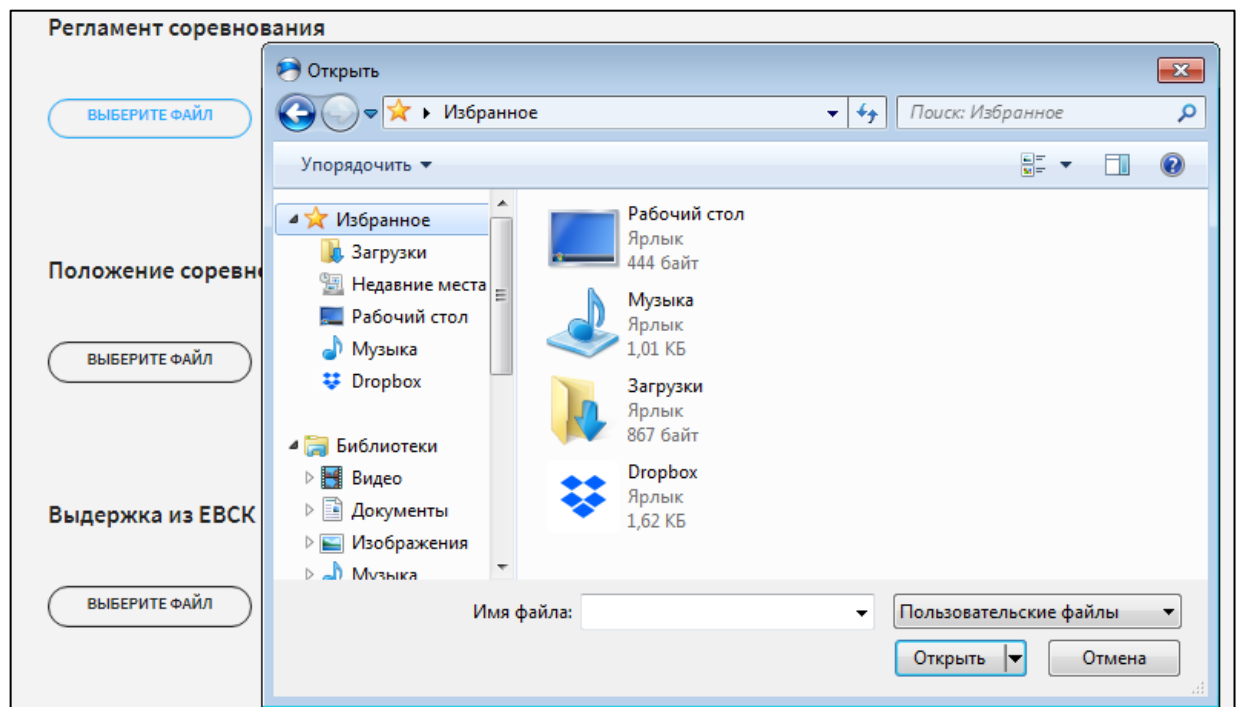 Регламент соревнования
ВЫБЕРИТЕ ФАЙЛ
Положение соревн
ВЫБЕРИТЕ ФАЙЛ
Выдержка из ЕВСК
ВЫБЕРИТЕ ФАЙЛ
Открыть
Избранное
Поиск: Избранное
Упорядочить
Избранное
Загрузки
Недавние места
Рабочий стол
Музыка
Dropbox
Библиотеки
Видео
Документы
Изображения
Музыка
Рабочий стол
Ярлык
444 байт
Музыка
Ярлык
1,01 КБ
Загрузки
Ярлык
867 байт
Dropbox
Ярлык
1,62 КБ
Имя файла:
Пользовательские файлы
Открыть
Отмена